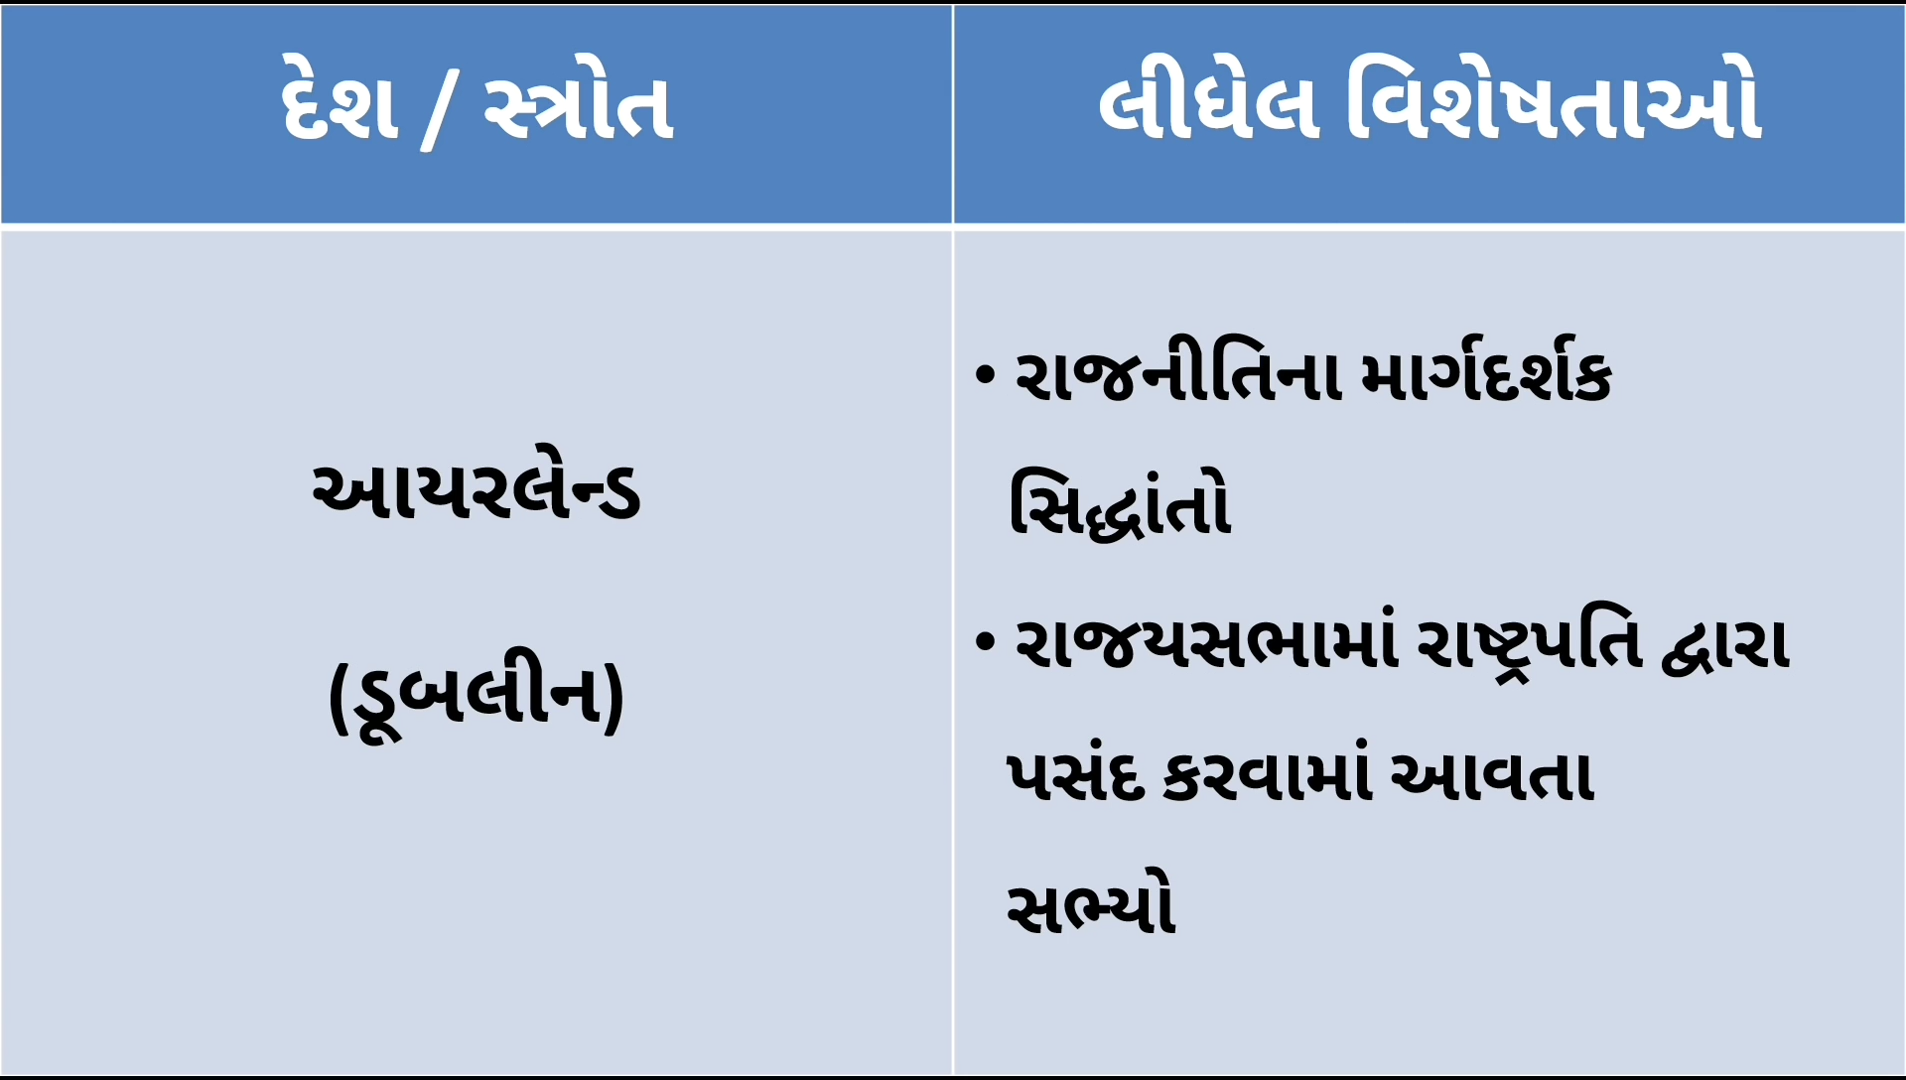 દેશ / સ્ત્રોત
લીધેલ વિશેષતાઓ
આયરલેન્ડ
(ડૂબલીન)
• રાજનીતિના માર્ગદર્શક
સિદ્ધાંતો
• રાજયસભામાં રાષ્ટ્રપતિ દ્વારા
પસંદ કરવામાં આવતા
સભ્યો